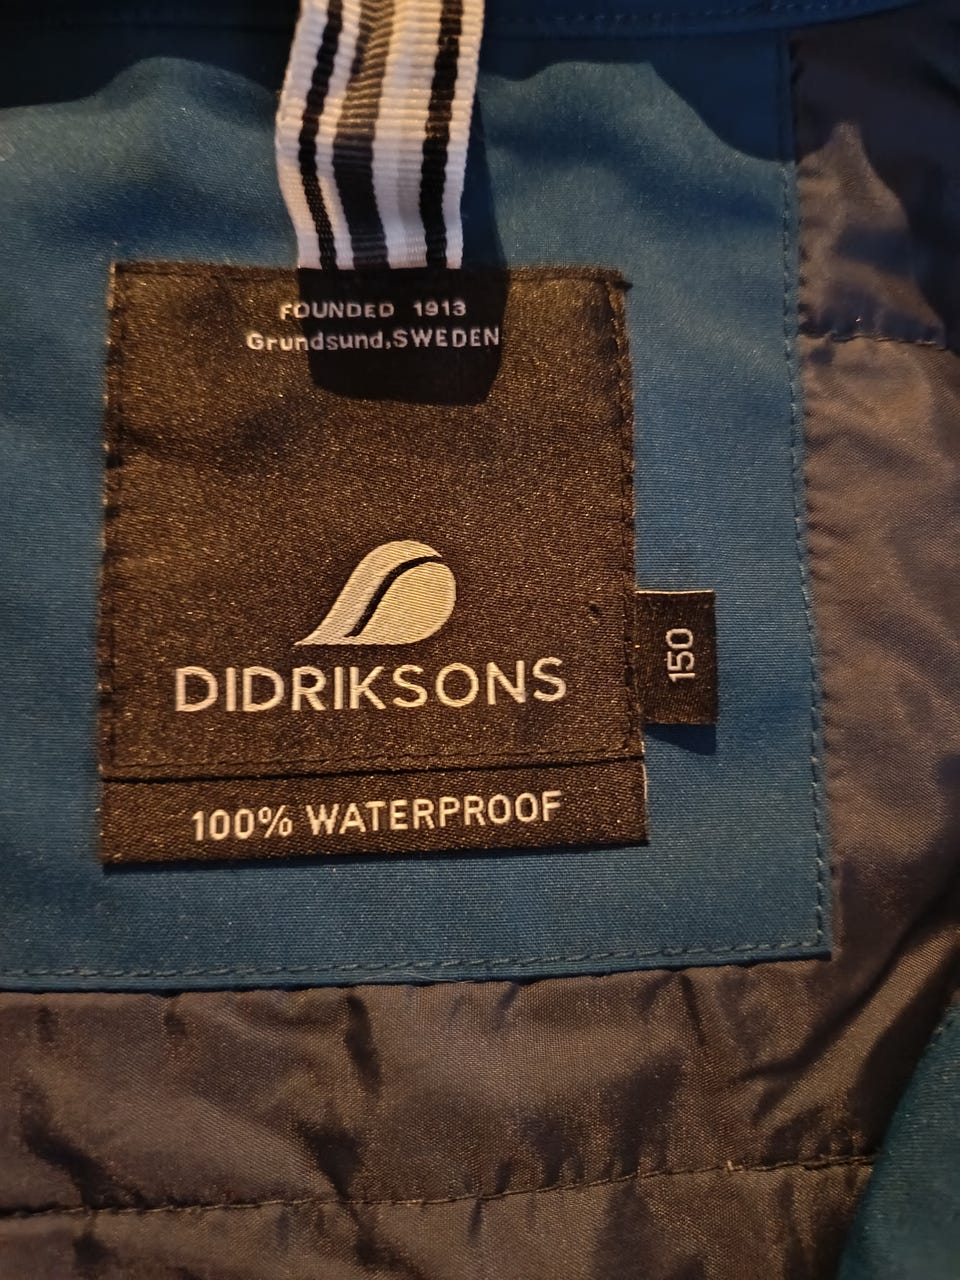 FOUNDED 1913
Grundsund,SWEDEN
DIDRIKSONS
150
100% WATERPROOF